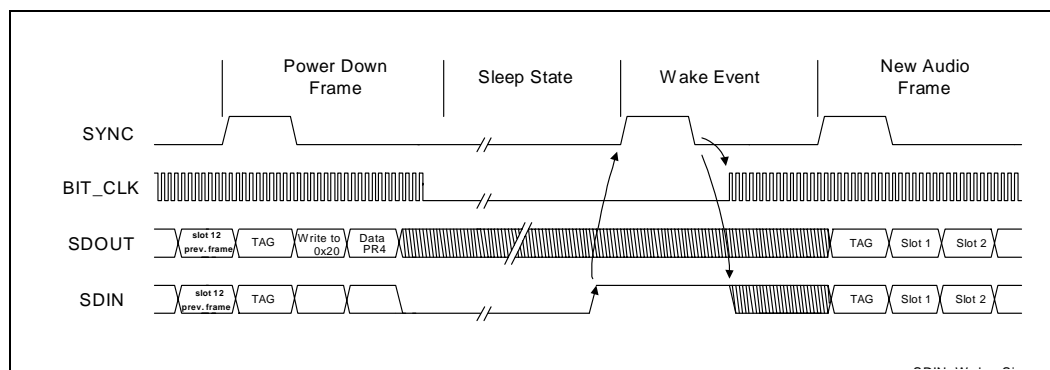 Power Down
Frame
Sleep State
Wake Event
New Audio
Frame
SYNC
BIT_CLK
SDOUT
slot 12
prev. frame
TAG
Write to
0x20
Data
PR4
TAG
Slot 1
Slot 2
SDIN
slot 12
prev. frame
TAG
TAG
Slot 1
Slot 2